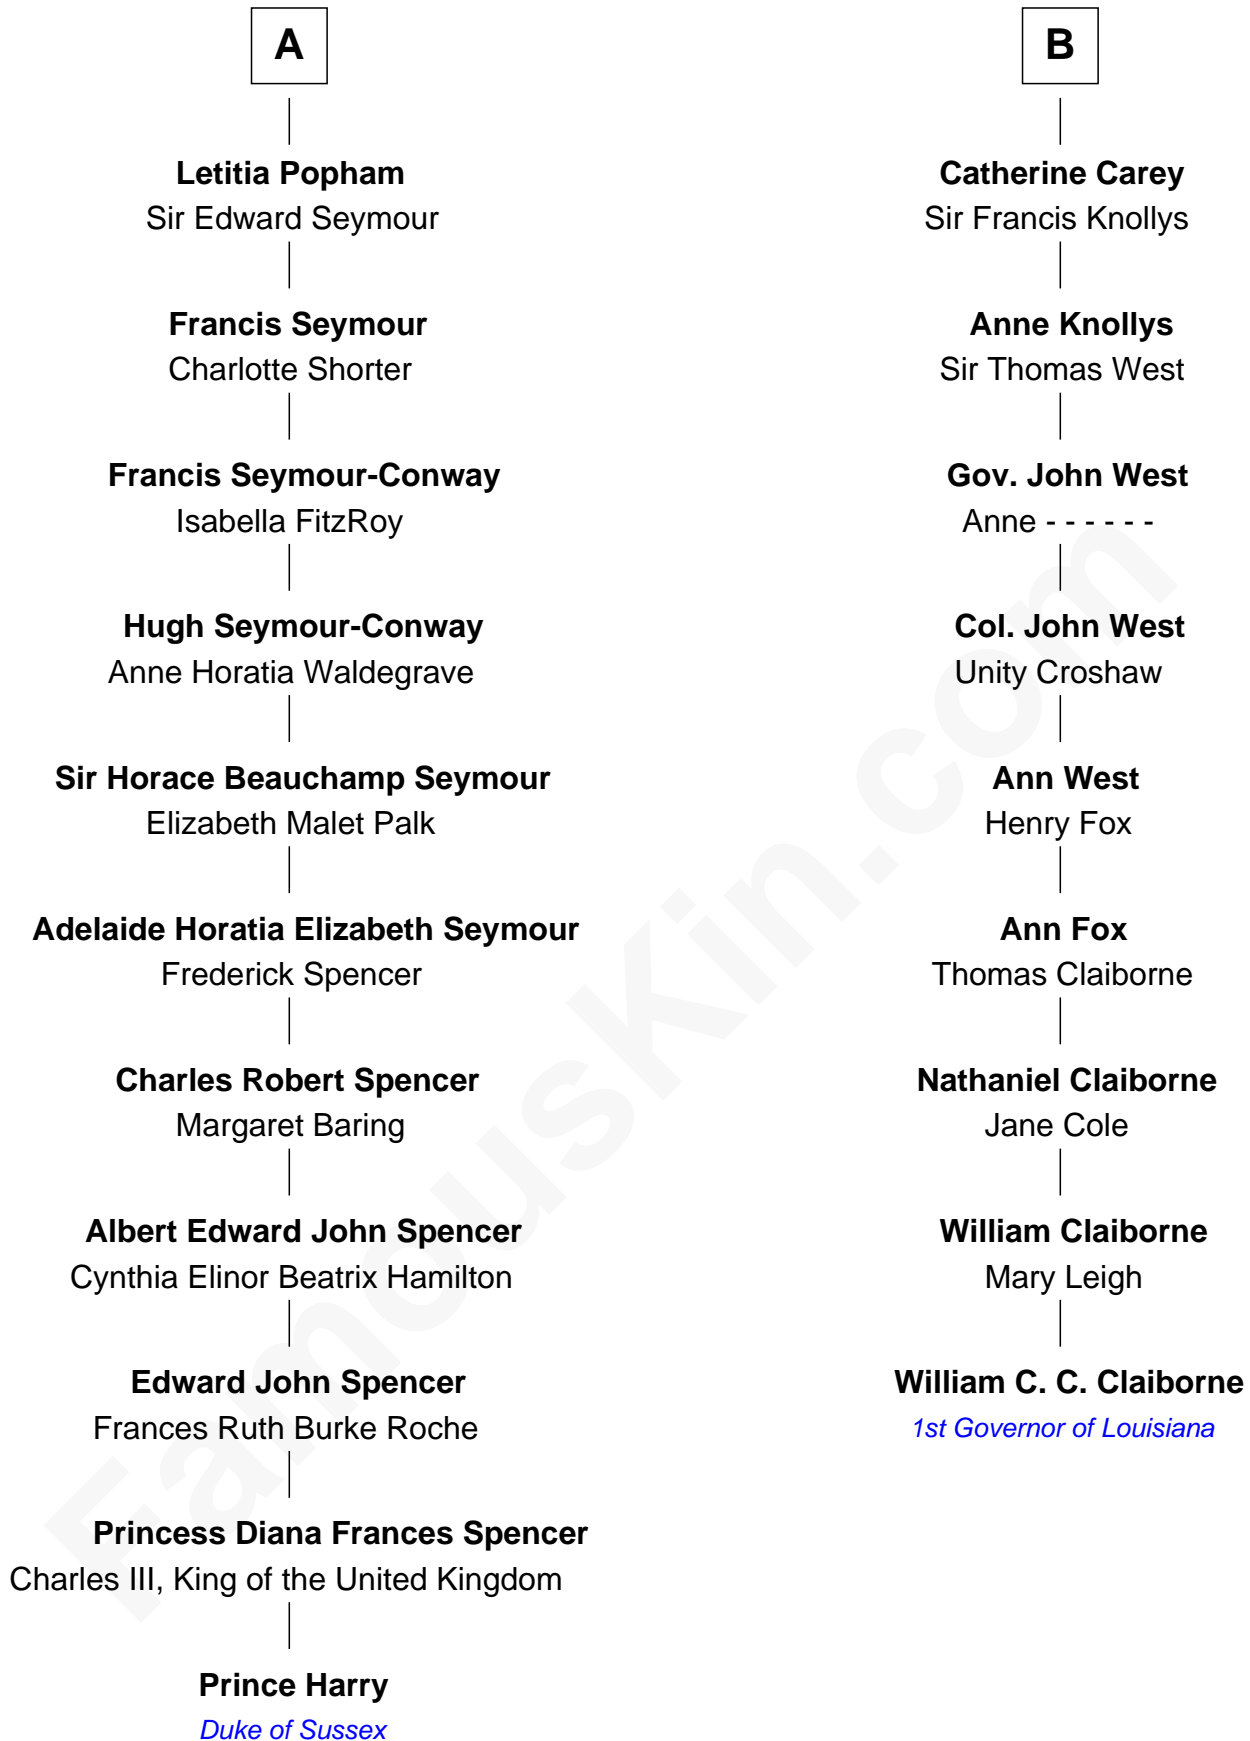 A
Letitia Popham
Sir Edward Seymour
Francis Seymour
Charlotte Shorter
Francis Seymour-Conway
Isabella FitzRoy
Hugh Seymour-Conway
Anne Horatia Waldegrave
Sir Horace Beauchamp Seymour
Elizabeth Malet Palk
Adelaide Horatia Elizabeth Seymour
Frederick Spencer
Charles Robert Spencer
Margaret Baring
Albert Edward John Spencer
Cynthia Elinor Beatrix Hamilton
Edward John Spencer
Frances Ruth Burke Roche
Princess Diana Frances Spencer
Charles III, King of the United Kingdom
Prince Harry
Duke of Sussex
B
Catherine Carey
Sir Francis Knollys
Anne Knollys
Sir Thomas West
Gov. John West
Anne - - - - - -
Col. John West
Unity Croshaw
Ann West
Henry Fox
Ann Fox
Thomas Claiborne
Nathaniel Claiborne
Jane Cole
William Claiborne
Mary Leigh
William C. C. Claiborne
1st Governor of Louisiana
FamousKin.com